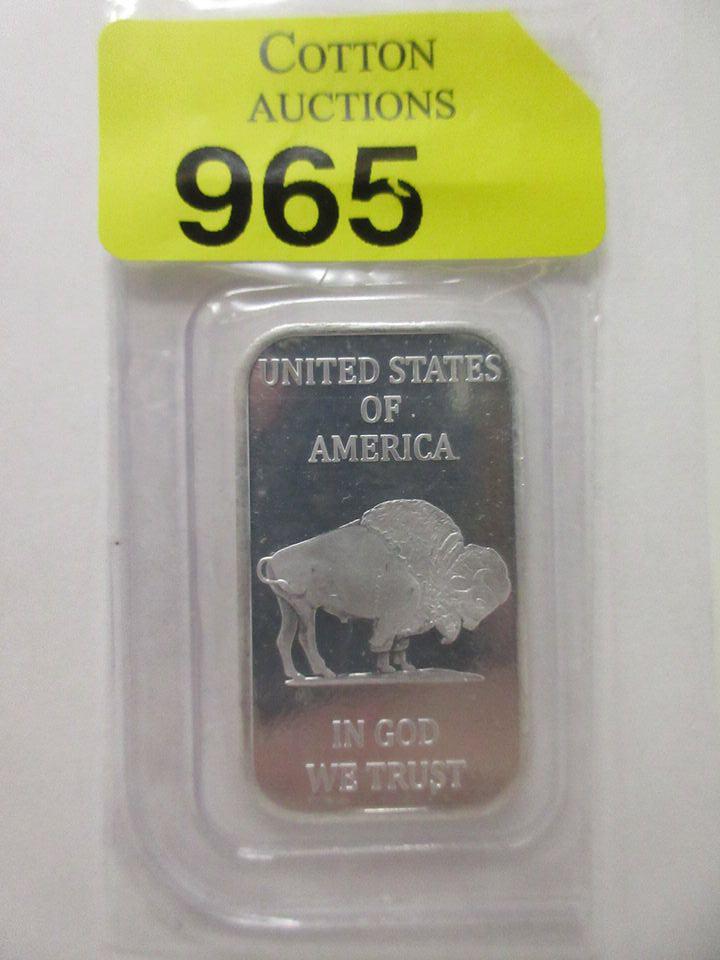 COTTON
AUCTIONS
965
UNITED STATES
OF
AMERICA
IN GOD
WE TRUST